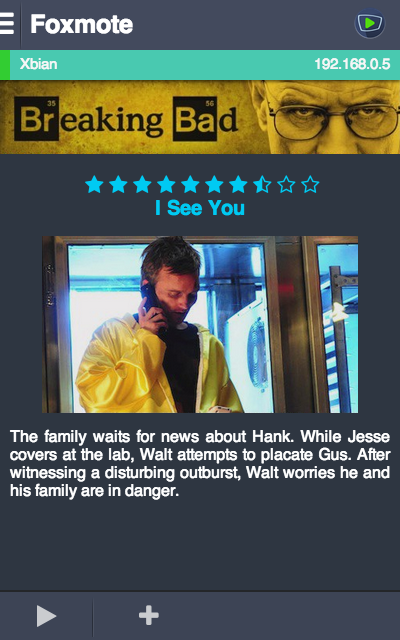 Foxmote
Xbian 192.168.0.5
35 56
Breaking Bad
I See You
The family waits for news about Hank. While Jesse
covers at the lab, Walt attempts to placate Gus. After
witnessing a disturbing outburst, Walt worries he and
his family are in danger.